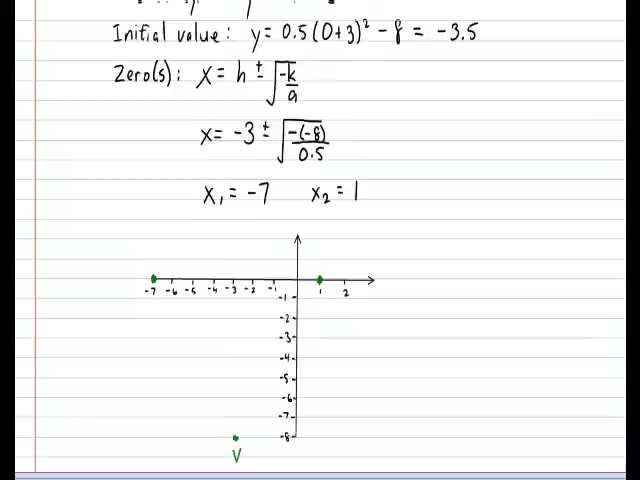 Initial value: y = 0.5(0+3)² - 8 = -3.5
Zero(s): x = h ± √(-k/a)
x = -3 ± √(-(-8)/0.5)
x₁ = -7 x₂ = 1
-7 -6 -5 -4 -3 -2 -1 1 2
-1
-2
-3
-4
-5
-6
-7
-8
V